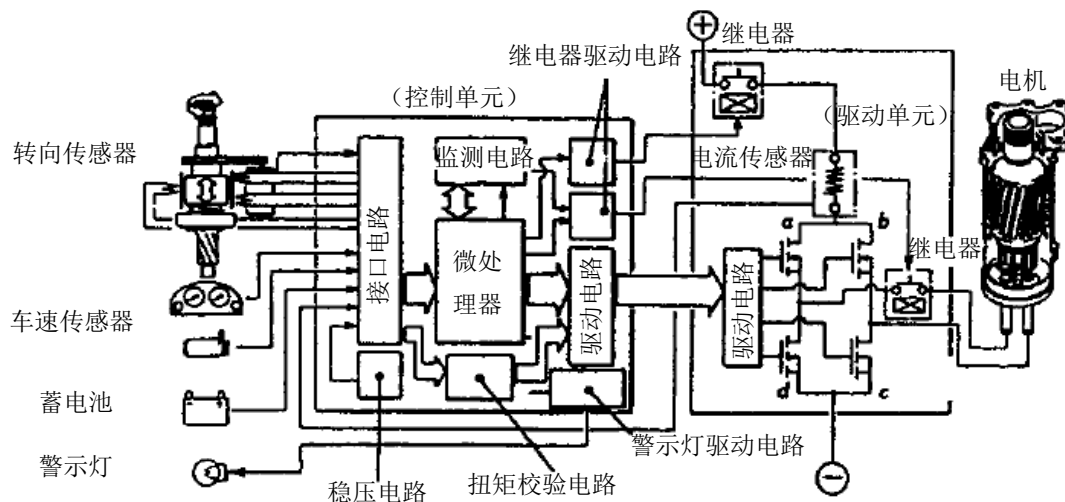 继电器
继电器驱动电路
电机
（控制单元）
（驱动单元）
转向传感器
监测电路
电流传感器
a
b
接口电路
微处
理器
驱动电路
驱动电路
继电器
车速传感器
d
c
蓄电池
警示灯驱动电路
警示灯
稳压电路
扭矩校验电路